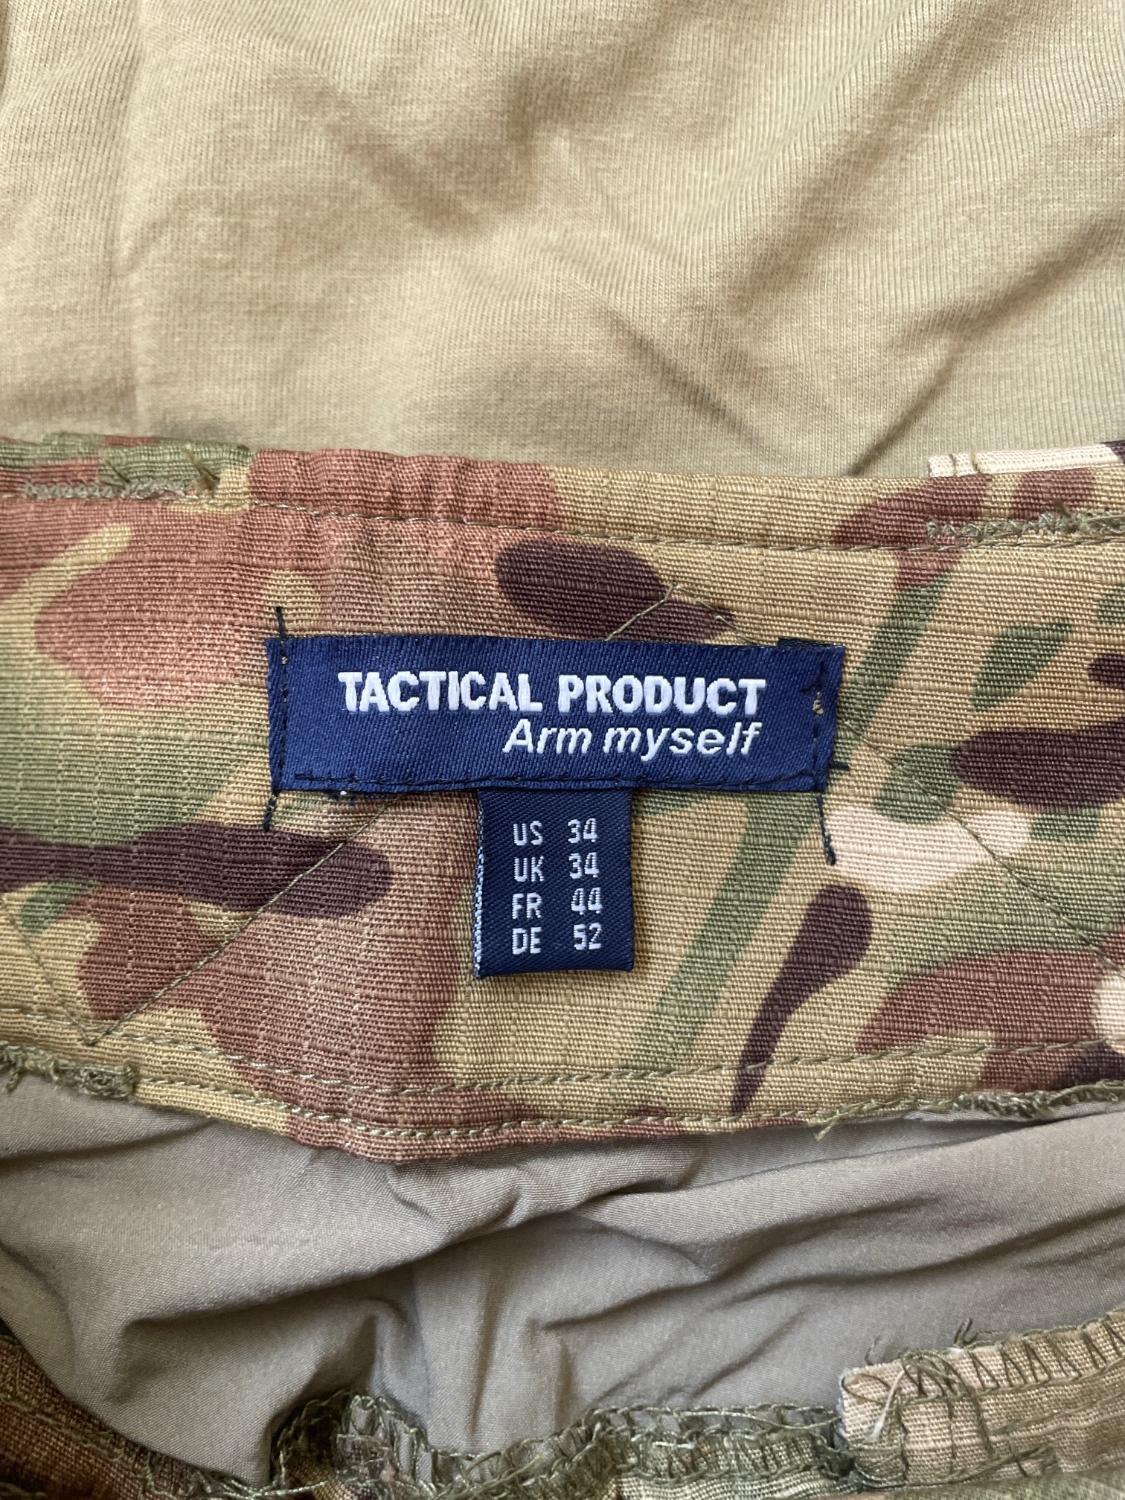 TACTICAL PRODUCT
Arm myself
US 34
UK 34
FR 44
DE 52